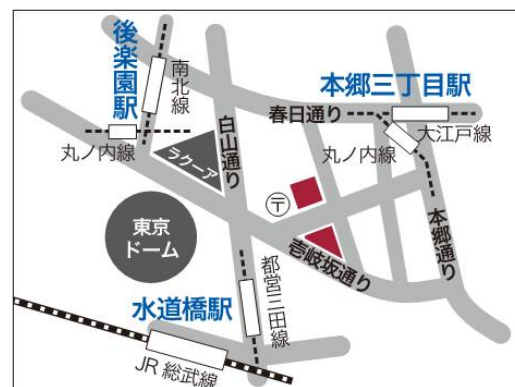 後楽園駅
南北線
本郷三丁目駅
春日通り
大江戸線
丸ノ内線
丸ノ内線
白山通り
ラクーア
〒
東京
ドーム
壱岐坂通り
本郷通り
都営三田線
水道橋駅
JR 総武線